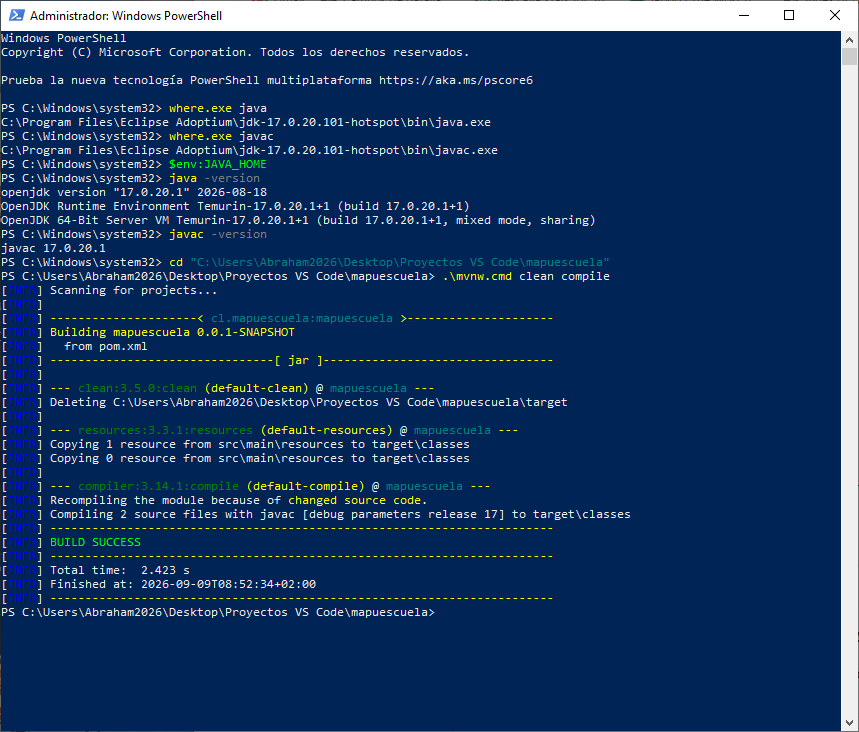 Administrador: Windows PowerShell
Windows PowerShell
Copyright (C) Microsoft Corporation. Todos los derechos reservados.
Prueba la nueva tecnología PowerShell multiplataforma https://aka.ms/pscore6
PS C:\Windows\system32> where.exe java
C:\Program Files\Eclipse Adoptium\jdk-17.0.20.101-hotspot\bin\java.exe
PS C:\Windows\system32> where.exe javac
C:\Program Files\Eclipse Adoptium\jdk-17.0.20.101-hotspot\bin\javac.exe
PS C:\Windows\system32> $env:JAVA_HOME
PS C:\Windows\system32> java -version
openjdk version "17.0.20.1" 2026-08-18
OpenJDK Runtime Environment Temurin-17.0.20.1+1 (build 17.0.20.1+1)
OpenJDK 64-Bit Server VM Temurin-17.0.20.1+1 (build 17.0.20.1+1, mixed mode, sharing)
PS C:\Windows\system32> javac -version
javac 17.0.20.1
PS C:\Windows\system32> cd "C:\Users\Abraham2026\Desktop\Proyectos VS Code\mapuescuela"
PS C:\Users\Abraham2026\Desktop\Proyectos VS Code\mapuescuela> .\mvnw.cmd clean compile
[INFO] Scanning for projects...
[INFO]
[INFO] ---------------------< cl.mapuescuela:mapuescuela >---------------------
[INFO] Building mapuescuela 0.0.1-SNAPSHOT
[INFO]   from pom.xml
[INFO] --------------------------------[ jar ]---------------------------------
[INFO]
[INFO] --- clean:3.5.0:clean (default-clean) @ mapuescuela ---
[INFO] Deleting C:\Users\Abraham2026\Desktop\Proyectos VS Code\mapuescuela\target
[INFO]
[INFO] --- resources:3.3.1:resources (default-resources) @ mapuescuela ---
[INFO] Copying 1 resource from src\main\resources to target\classes
[INFO] Copying 0 resource from src\main\resources to target\classes
[INFO]
[INFO] --- compiler:3.14.1:compile (default-compile) @ mapuescuela ---
[INFO] Recompiling the module because of changed source code.
[INFO] Compiling 2 source files with javac [debug parameters release 17] to target\classes
[INFO] ------------------------------------------------------------------------
[INFO] BUILD SUCCESS
[INFO] ------------------------------------------------------------------------
[INFO] Total time:  2.423 s
[INFO] Finished at: 2026-09-09T08:52:34+02:00
[INFO] ------------------------------------------------------------------------
PS C:\Users\Abraham2026\Desktop\Proyectos VS Code\mapuescuela>